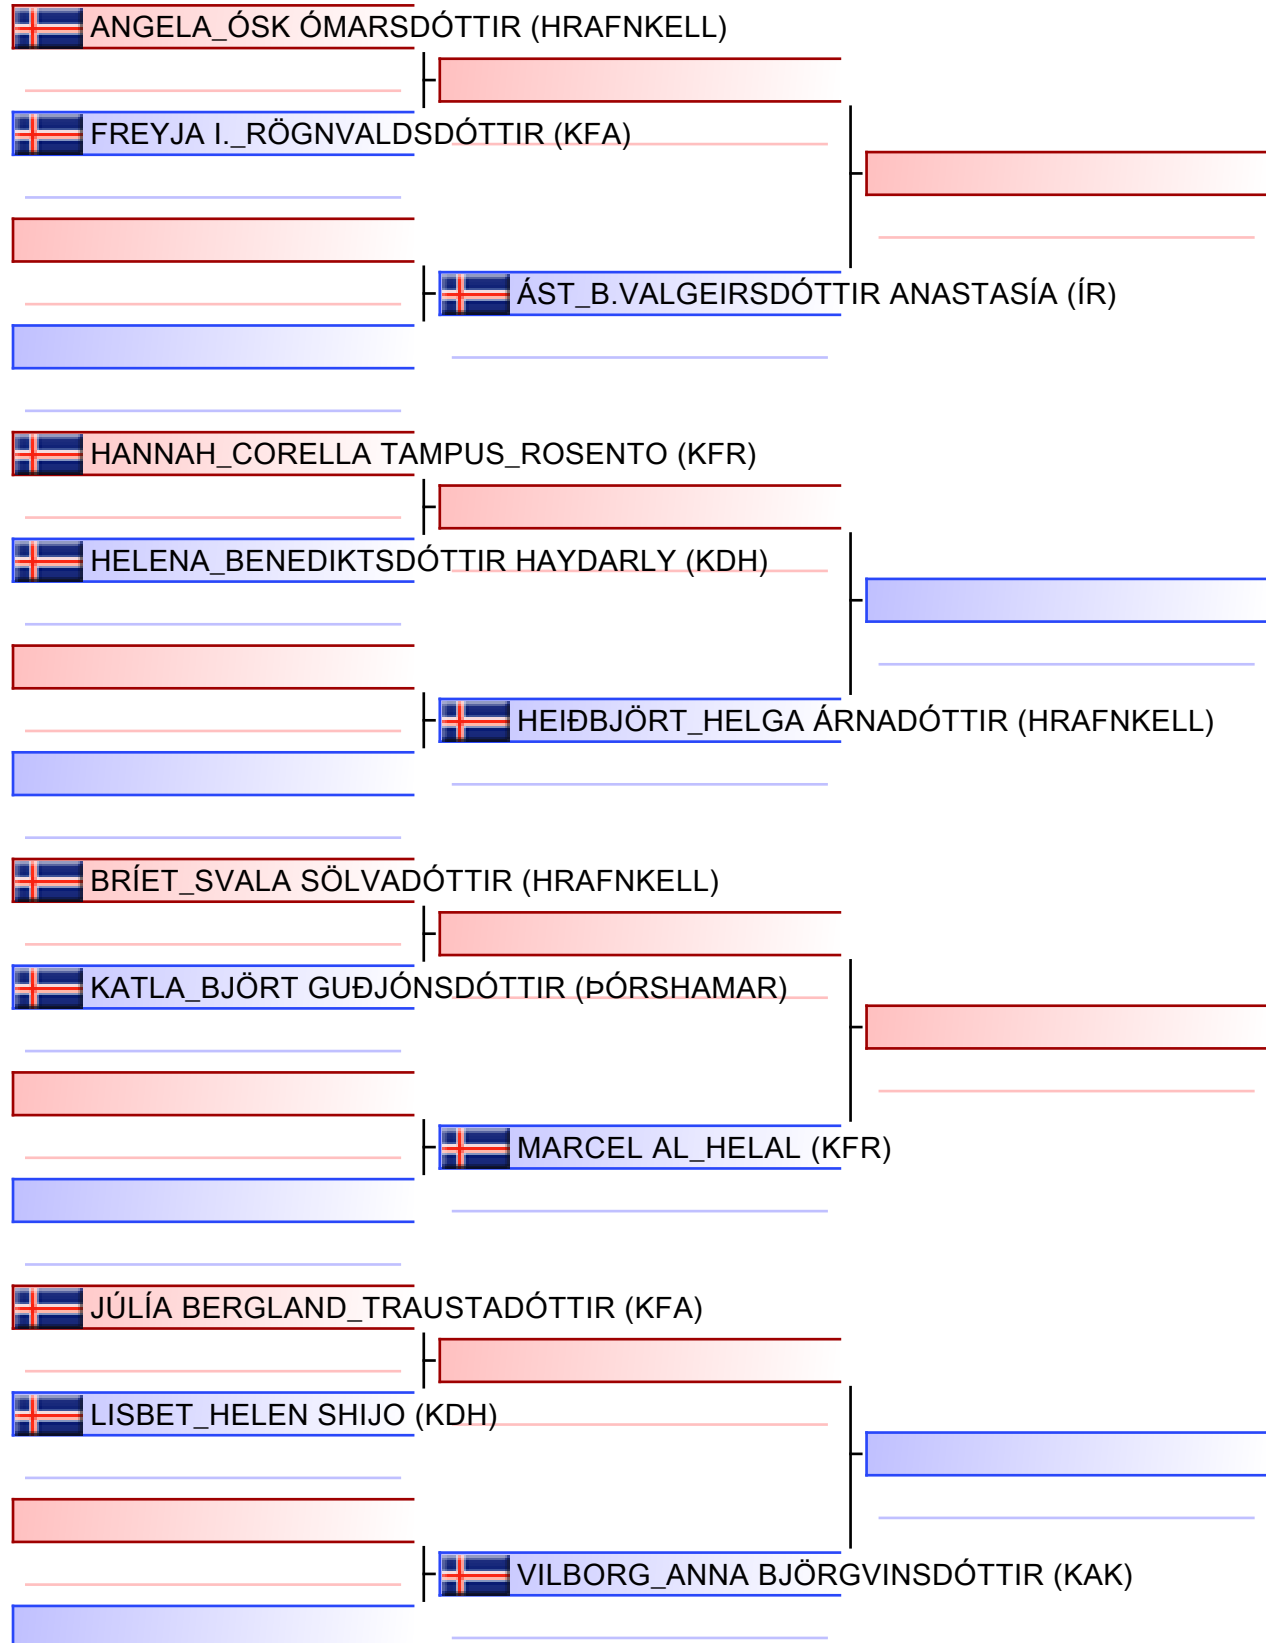 ANGELA_ÓSK ÓMARSDÓTTIR (HRAFNKELL)
FREYJA I._RÖGNVALDSDÓTTIR (KFA)
ÁST_B.VALGEIRSDÓTTIR ANASTASÍA (ÍR)
HANNAH_CORELLA TAMPUS_ROSENTO (KFR)
HELENA_BENEDIKTSDÓTTIR HAYDARLY (KDH)
HEIÐBJÖRT_HELGA ÁRNADÓTTIR (HRAFNKELL)
BRÍET_SVALA SÖLVADÓTTIR (HRAFNKELL)
KATLA_BJÖRT GUÐJÓNSDÓTTIR (ÞÓRSHAMAR)
MARCEL AL_HELAL (KFR)
JÚLÍA BERGLAND_TRAUSTADÓTTIR (KFA)
LISBET_HELEN SHIJO (KDH)
VILBORG_ANNA BJÖRGVINSDÓTTIR (KAK)